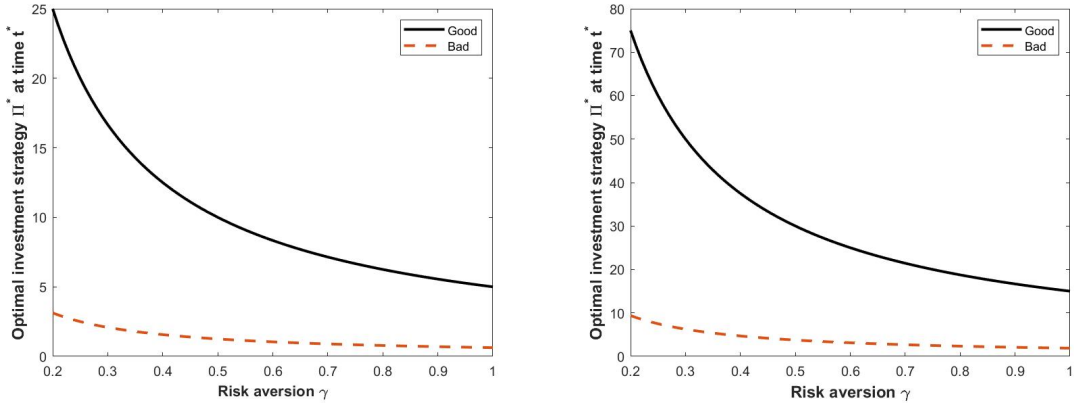 Optimal investment strategy Π* at time t*
25
20
15
10
5
0
Good
Bad
0.2 0.3 0.4 0.5 0.6 0.7 0.8 0.9 1
Risk aversion γ
Optimal investment strategy Π* at time t*
80
70
60
50
40
30
20
10
0
Good
Bad
0.2 0.3 0.4 0.5 0.6 0.7 0.8 0.9 1
Risk aversion γ